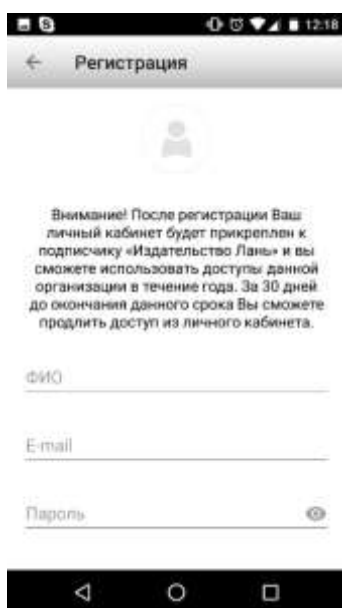 12:18
Регистрация
Внимание! После регистрации Ваш
личный кабинет будет прикреплен к
подписчику «Издательство Лань» и вы
сможете использовать доступы данной
организации в течение года. За 30 дней
до окончания данного срока Вы сможете
продлить доступ из личного кабинета.
ФИО
E-mail
Пароль